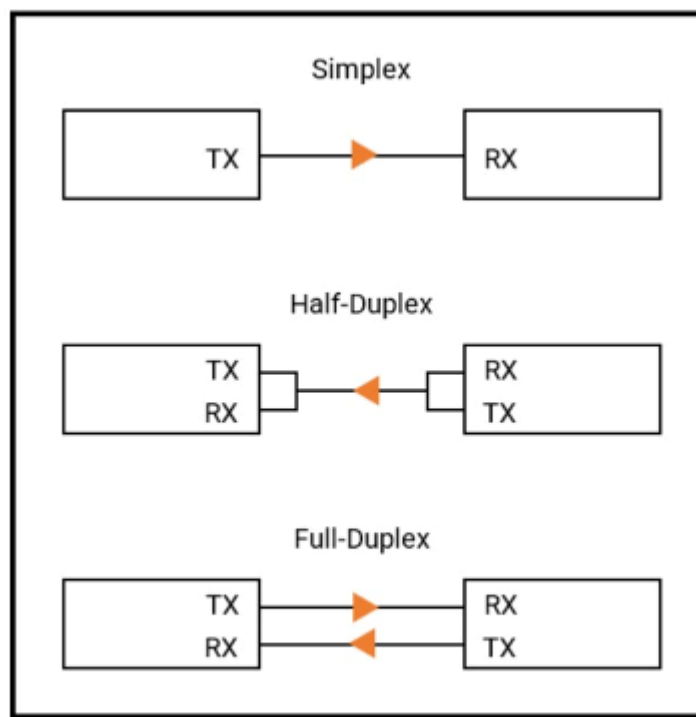 Simplex
TX RX
Half-Duplex
TX RX
RX TX
Full-Duplex
TX RX
RX TX